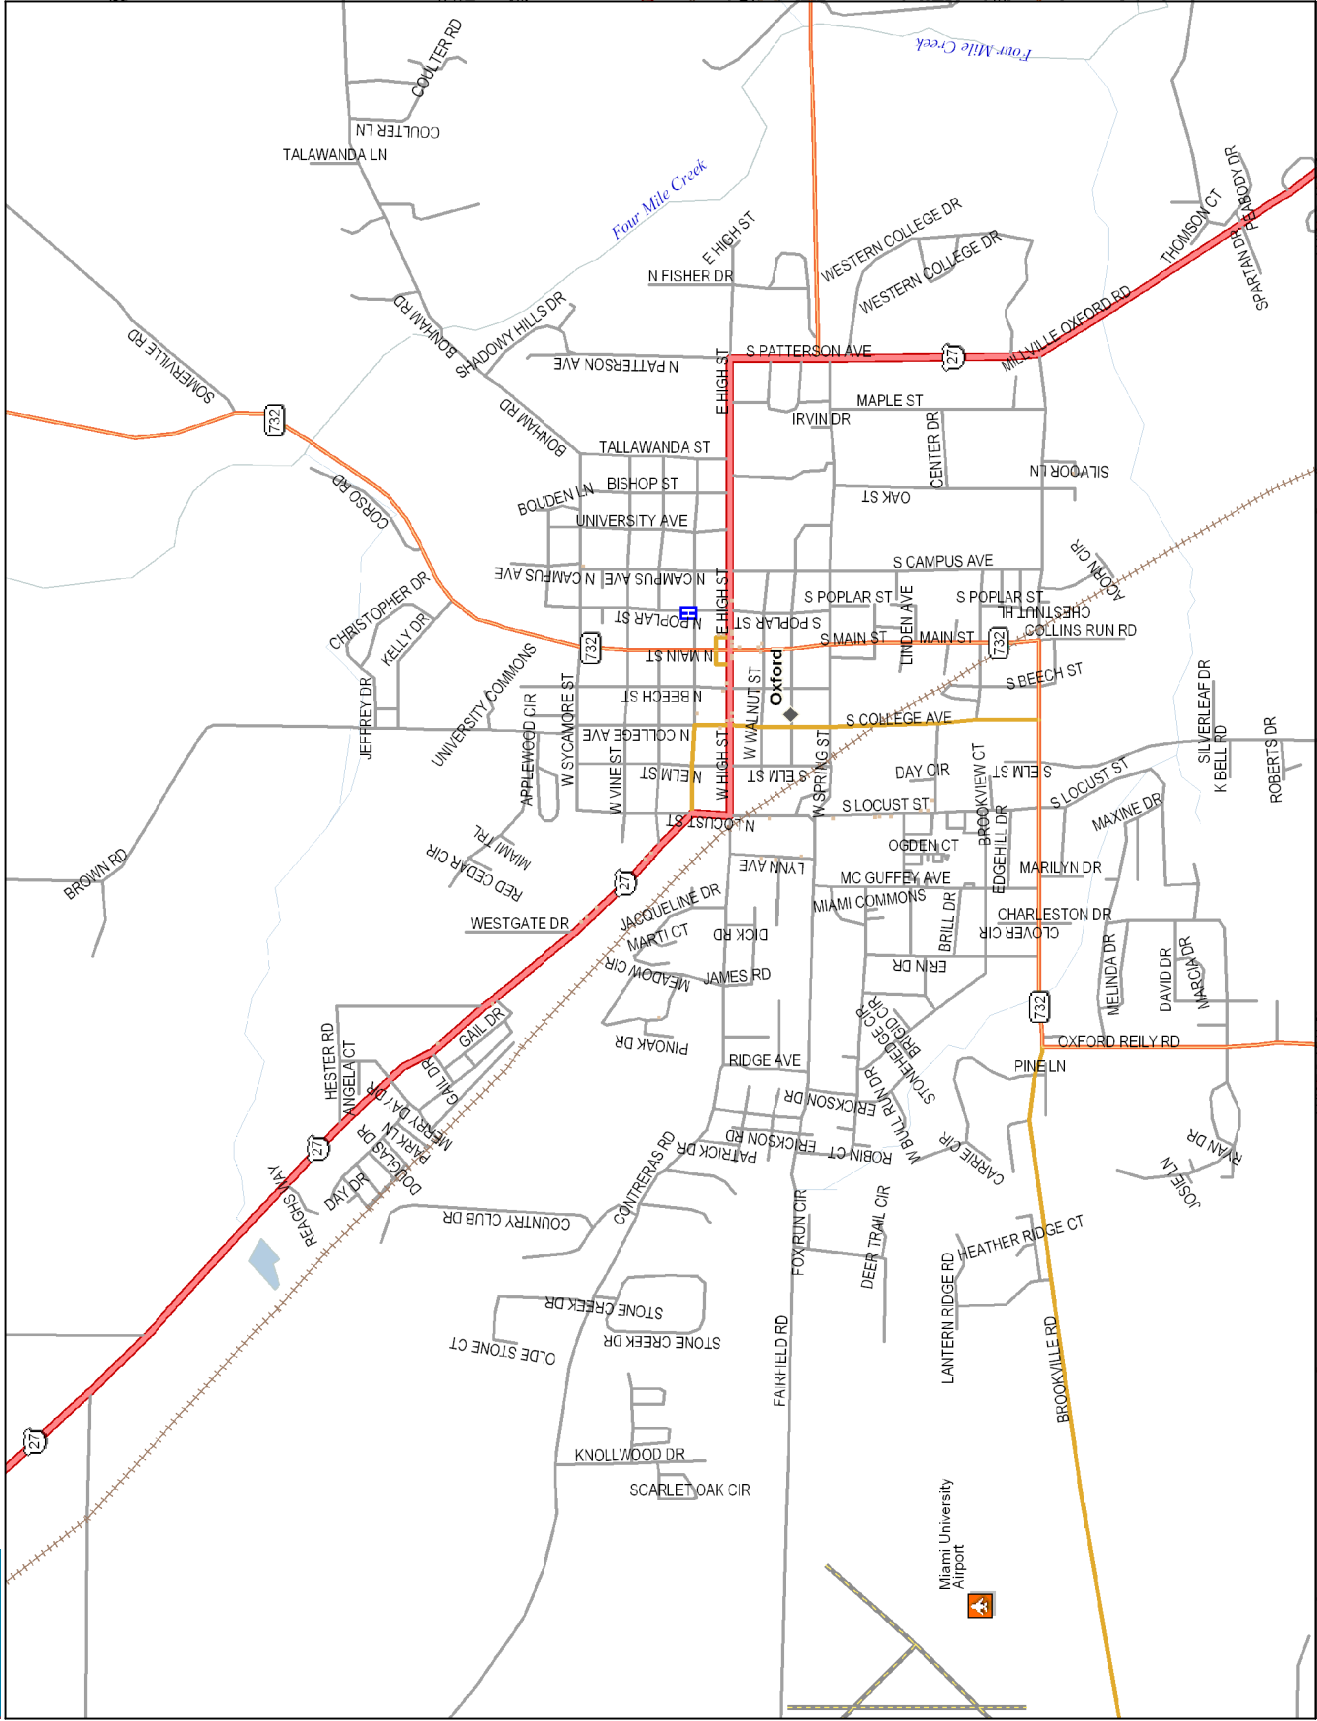 COULTER RD
Four Mile Creek
COULTER LN
COULTER
TALAWANDA LN
Four Mile Creek
PEABODY DR
THOMSON CT
SPARTAN DR
E HIGH ST
N FISHER DR
WESTERN COLLEGE DR
WESTERN COLLEGE DR
MILLVILLE OXFORD RD
BONHAM RD
BONHAM RD
SHADOWY HILLS DR
SOMERVILLE RD
N PATTERSON AVE
S PATTERSON AVE
27
E HIGH ST
732
BONHAM RD
MAPLE ST
IRVIN DR
CENTER DR
TALLAWANDA ST
SILVOOR LN
BISHOP ST
BOUDEN LN
OAK ST
CORSO RD
UNIVERSITY AVE
S CAMPUS AVE
N CAMPUS AVE
N CAMPUS AVE
N CAMPUS AVE
ACORN CIR
E HIGH ST
CHRISTOPHER DR
KELLY DR
H
N POPLAR ST
S POPLAR ST
S POPLAR ST
S POPLAR ST
CHESTNUT HL
LINDEN AVE
COLLINS RUN RD
S MAIN ST
MAIN ST
732
732
N MAIN ST
Oxford
UNIVERSITY COMMONS
JEFFREY DR
N BEECH ST
S BEECH ST
W SYCAMORE ST
APPLEWOOD CIR
N COLLEGE AVE
W WALNUT ST
S COLLEGE AVE
SILVERLEAF DR
K BELL RD
ROBERTS DR
W VINE ST
N ELM ST
W HIGH ST
S ELM ST
W SPRING ST
DAY CIR
BROOKVIEW CT
S ELM ST
S LOCUST ST
S LOCUST ST
N LOCUST ST
MAXINE DR
MIAMI TRL
RED CEDAR CIR
BROWN RD
OGDEN CT
EDGEHILL DR
LYNN AVE
27
MC GUFFEY AVE
MARILYN DR
JACQUELINE DR
MIAMI COMMONS
BRILL DR
CHARLESTON DR
CLOVER CIR
WESTGATE DR
MARTI CT
DICK RD
MELINDA DR
DAVID DR
MARCIA DR
MEADOW CIR
JAMES RD
ERIN DR
732
GAIL DR
PINOAK DR
BRIGID CIR
STONEHEDGE CIR
OXFORD REILY RD
HESTER RD
ANGELA CT
GAIL DR
RIDGE AVE
PINE LN
MERRY DAY DR
ERICKSON DR
W BULL RUN DR
PARK LN
DOUGLAS DR
27
ERICKSON RD
PATRICK DR
ROBIN CT
CARRIE CIR
RYAN DR
JOSIE LN
DAY DR
REAGHS WAY
CONTRERAS RD
COUNTRY CLUB DR
FOX RUN CIR
DEER TRAIL CIR
HEATHER RIDGE CT
LANTERN RIDGE RD
STONE CREEK DR
STONE CREEK DR
OLDE STONE CT
FAIRFIELD RD
BROOKVILLE RD
27
KNOLLWOOD DR
SCARLET OAK CIR
Miami University
Airport